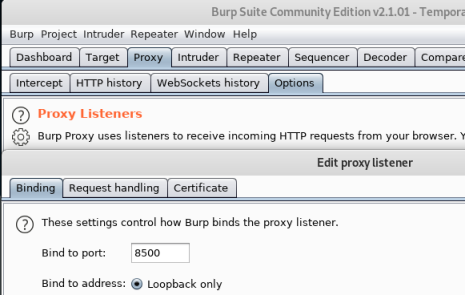 Burp Suite Community Edition v2.1.01 - Tempora
Burp Project Intruder Repeater Window Help
Dashboard Target Proxy Intruder Repeater Sequencer Decoder Compare
Intercept HTTP history WebSockets history Options
? Proxy Listeners
Burp Proxy uses listeners to receive incoming HTTP requests from your browser. Y
Edit proxy listener
Binding Request handling Certificate
? These settings control how Burp binds the proxy listener.
Bind to port: 8500
Bind to address: Loopback only